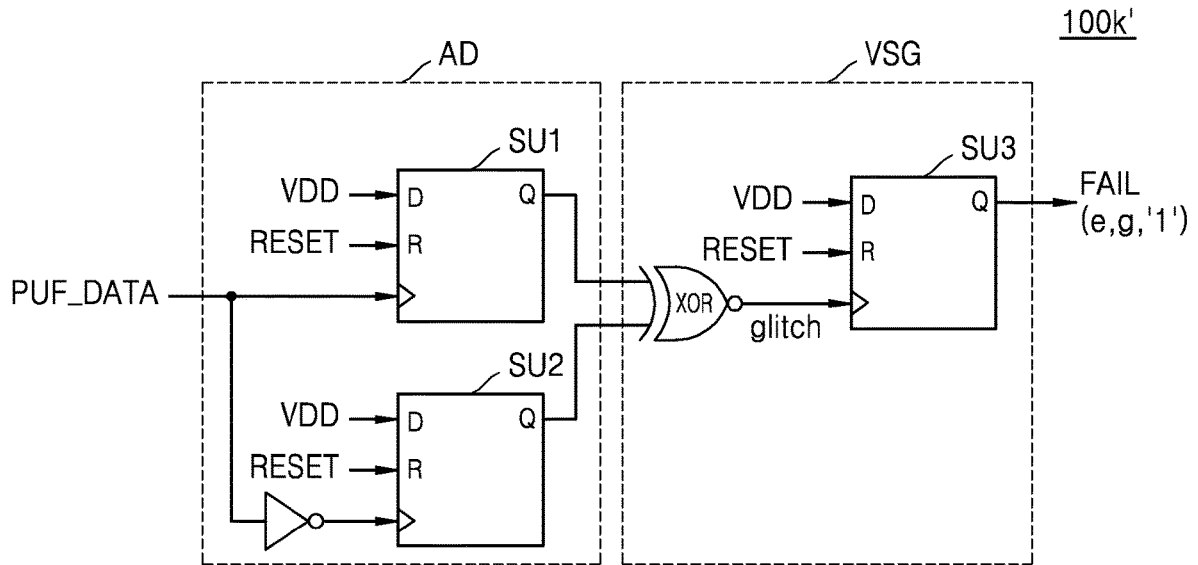 100k'
AD
VSG
SU1
SU3
VDD
D
Q
RESET
R
VDD
D
Q
FAIL
(e,g,'1')
RESET
R
PUF_DATA
XOR
glitch
SU2
VDD
D
Q
RESET
R